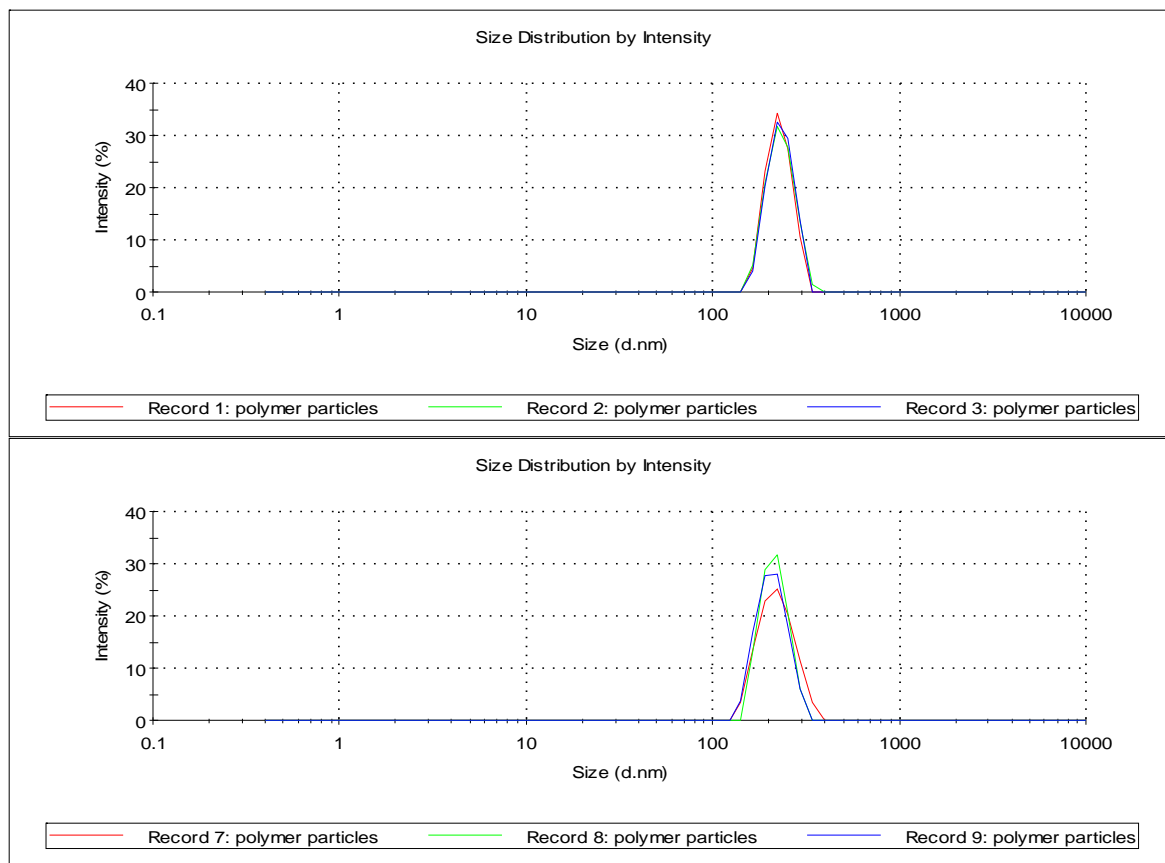 Size Distribution by Intensity
40
30
20
10
0
Intensity (%)
0.1 1 10 100 1000 10000
Size (d.nm)
Record 1: polymer particles Record 2: polymer particles Record 3: polymer particles
Size Distribution by Intensity
40
30
20
10
0
Intensity (%)
0.1 1 10 100 1000 10000
Size (d.nm)
Record 7: polymer particles Record 8: polymer particles Record 9: polymer particles